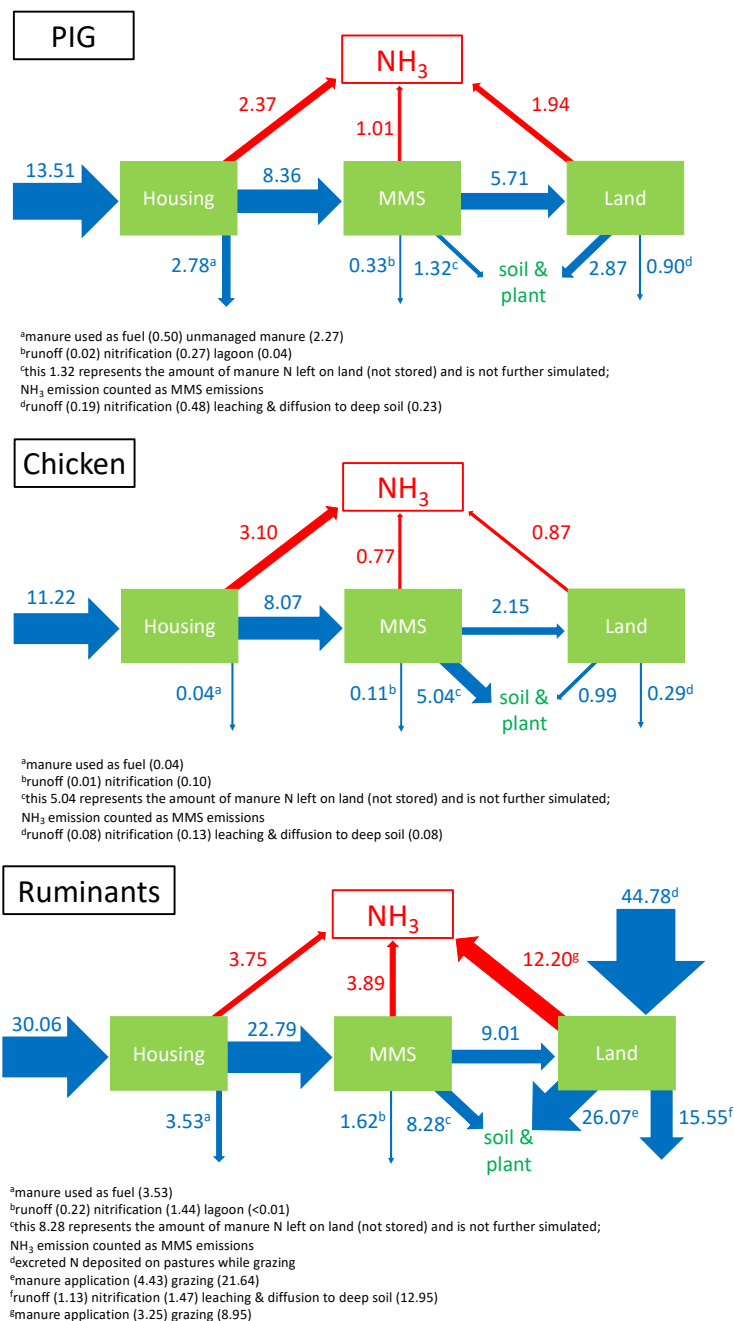 PIG
NH₃
2.37
1.01
1.94
13.51
Housing
8.36
MMS
5.71
Land
2.78ᵃ
0.33ᵇ
1.32ᶜ
soil &
plant
2.87
0.90ᵈ
ᵃmanure used as fuel (0.50) unmanaged manure (2.27)
ᵇrunoff (0.02) nitrification (0.27) lagoon (0.04)
ᶜthis 1.32 represents the amount of manure N left on land (not stored) and is not further simulated;
NH₃ emission counted as MMS emissions
ᵈrunoff (0.19) nitrification (0.48) leaching & diffusion to deep soil (0.23)
Chicken
NH₃
3.10
0.77
0.87
11.22
Housing
8.07
MMS
2.15
Land
0.04ᵃ
0.11ᵇ
5.04ᶜ
soil &
plant
0.99
0.29ᵈ
ᵃmanure used as fuel (0.04)
ᵇrunoff (0.01) nitrification (0.10)
ᶜthis 5.04 represents the amount of manure N left on land (not stored) and is not further simulated;
NH₃ emission counted as MMS emissions
ᵈrunoff (0.08) nitrification (0.13) leaching & diffusion to deep soil (0.08)
Ruminants
NH₃
44.78ᵈ
3.75
3.89
12.20ᵍ
30.06
Housing
22.79
MMS
9.01
Land
3.53ᵃ
1.62ᵇ
8.28ᶜ
soil &
plant
26.07ᵉ
15.55ᶠ
ᵃmanure used as fuel (3.53)
ᵇrunoff (0.22) nitrification (1.44) lagoon (<0.01)
ᶜthis 8.28 represents the amount of manure N left on land (not stored) and is not further simulated;
NH₃ emission counted as MMS emissions
ᵈexcreted N deposited on pastures while grazing
ᵉmanure application (4.43) grazing (21.64)
ᶠrunoff (1.13) nitrification (1.47) leaching & diffusion to deep soil (12.95)
ᵍmanure application (3.25) grazing (8.95)